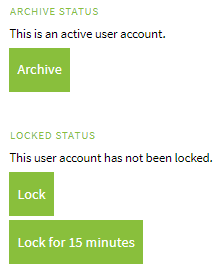 ARCHIVE STATUS
This is an active user account.
Archive
LOCKED STATUS
This user account has not been locked.
Lock
Lock for 15 minutes